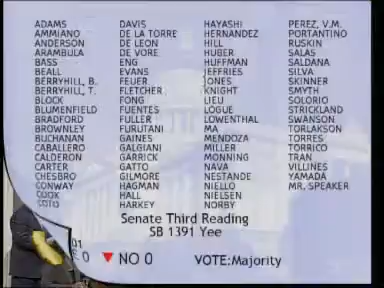 ADAMS DAVIS HAYASHI PEREZ, V.M.
AMMIANO DE LA TORRE HERNANDEZ PORTANTINO
ANDERSON DE LEON HILL RUSKIN
ARAMBULA DE VORE HUBER SALAS
BASS ENG HUFFMAN SALDANA
BEALL EVANS JEFFRIES SILVA
BERRYHILL, B. FEUER JONES SKINNER
BERRYHILL, T. FLETCHER KNIGHT SMYTH
BLOCK FONG LIEU SOLORIO
BLUMENFIELD FUENTES LOGUE STRICKLAND
BRADFORD FULLER LOWENTHAL SWANSON
BROWNLEY FURUTANI MA TORLAKSON
BUCHANAN GAINES MENDOZA TORRES
CABALLERO GALGIANI MILLER TORRICO
CALDERON GARRICK MONNING TRAN
CARTER GATTO NAVA VILLINES
CHESBRO GILMORE NESTANDE YAMADA
CONWAY HAGMAN NIELLO MR. SPEAKER
COOK HALL NIELSEN
COTO HARKEY NORBY
Senate Third Reading
SB 1391 Yee
01
E 0 NO 0 VOTE:Majority